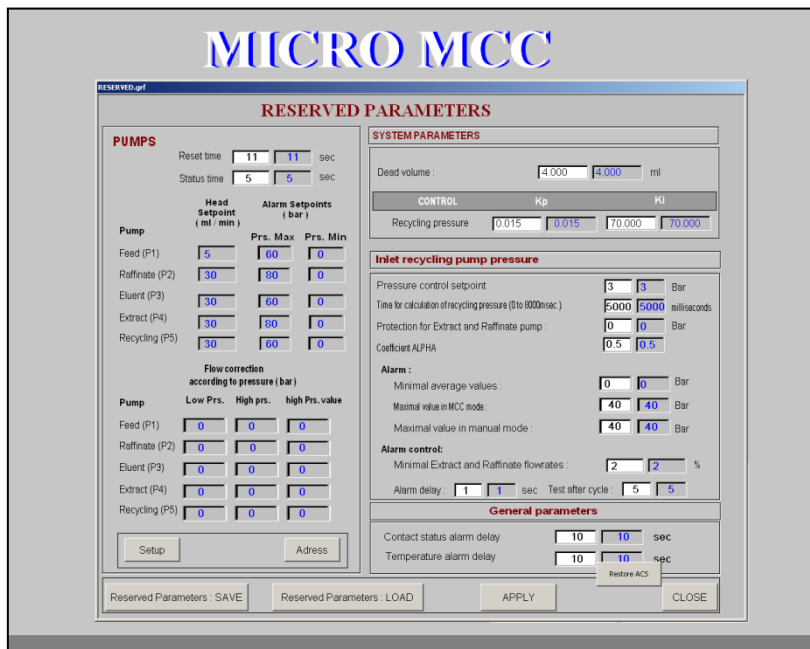 MICRO MCC
RESERVED.grf
RESERVED PARAMETERS
PUMPS
Reset time 11 11 sec
Status time 5 5 sec
Head Setpoint ( ml / min )
Alarm Setpoints ( bar )
Pump
Prs. Max Prs. Min
Feed (P1) 5 60 0
Raffinate (P2) 30 80 0
Eluent (P3) 30 60 0
Extract (P4) 30 80 0
Recycling (P5) 30 60 0
Flow correction
according to pressure ( bar )
Pump Low Prs. High prs. high Prs. value
Feed (P1) 0 0 0
Raffinate (P2) 0 0 0
Eluent (P3) 0 0 0
Extract (P4) 0 0 0
Recycling (P5) 0 0 0
Setup Adress
SYSTEM PARAMETERS
Dead volume : 4.000 4.000 ml
CONTROL Kp Ki
Recycling pressure 0.015 0.015 70.000 70.000
Inlet recycling pump pressure
Pressure control setpoint 3 3 Bar
Time for calculation of recycling pressure (0 to 8000msec ) 5000 5000 milliseconds
Protection for Extract and Raffinate pump : 0 0 Bar
Coefficient ALPHA 0.5 0.5
Alarm :
Minimal average values : 0 0 Bar
Maximal value in MCC mode : 40 40 Bar
Maximal value in manual mode : 40 40 Bar
Alarm control:
Minimal Extract and Raffinate flowrates : 2 2 %
Alarm delay : 1 1 sec Test after cycle : 5 5
General parameters
Contact status alarm delay 10 10 sec
Temperature alarm delay 10 10 sec
Restore ACS
Reserved Parameters : SAVE Reserved Parameters : LOAD APPLY CLOSE